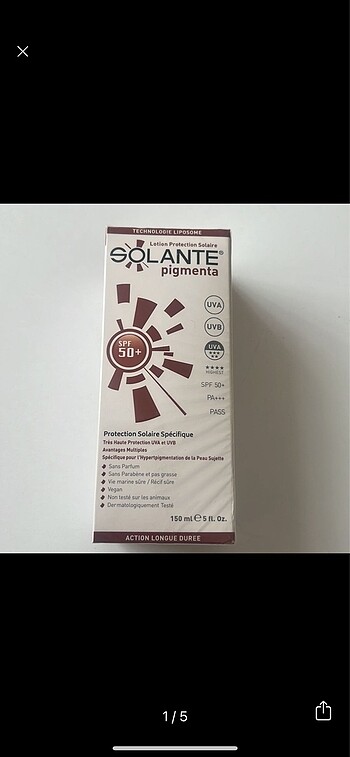 TECHNOLOGIE LIPOSOME
Lotion Protection Solaire
SOLANTE®
pigmenta
UVA
UVB
UVA
HIGHEST
SPF 50+
PA+++
PASS
SPF
50+
Protection Solaire Spécifique
Très Haute Protection UVA et UVB
Avantages Multiples
Spécifique pour l'Hypertpigmentation de la Peau Sujette
Sans Parfum
Sans Parabène et pas grasse
Vie marine sûre / Récif sûre
Vegan
Non testé sur les animaux
Dermatologiquement Testé
150 ml ℮ 5 fl. Oz.
ACTION LONGUE DUREE
1/5